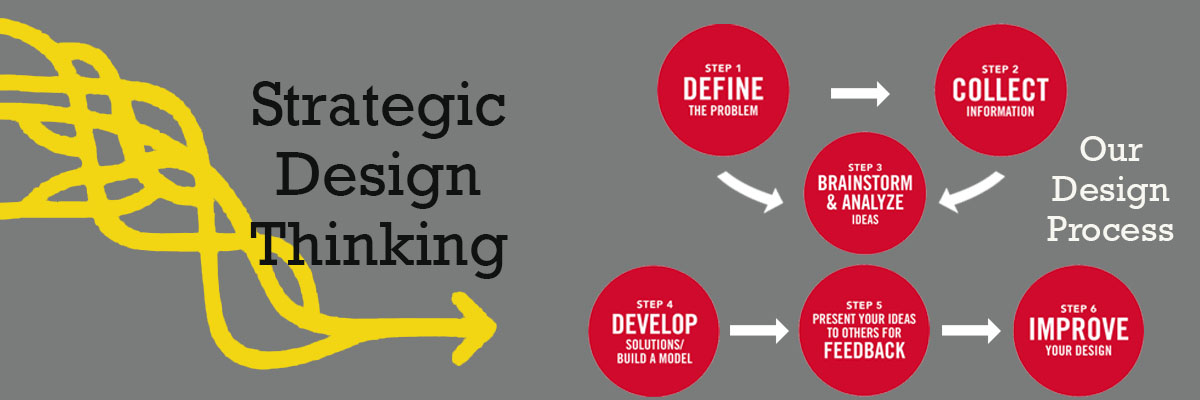 Strategic
Design
Thinking
STEP 1
DEFINE
THE PROBLEM
STEP 2
COLLECT
INFORMATION
STEP 3
BRAINSTORM
& ANALYZE
IDEAS
Our
Design
Process
STEP 4
DEVELOP
SOLUTIONS/
BUILD A MODEL
STEP 5
PRESENT YOUR IDEAS
TO OTHERS FOR
FEEDBACK
STEP 6
IMPROVE
YOUR DESIGN